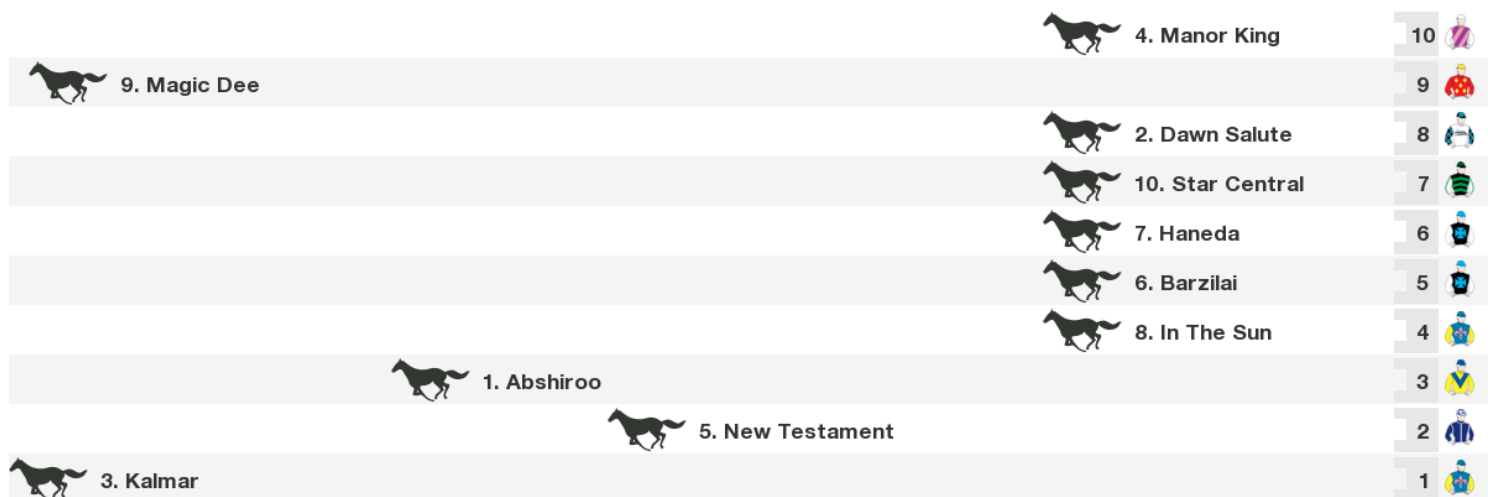 4. Manor King 10
9. Magic Dee 9
2. Dawn Salute 8
10. Star Central 7
7. Haneda 6
6. Barzilai 5
8. In The Sun 4
1. Abshiroo 3
5. New Testament 2
3. Kalmar 1